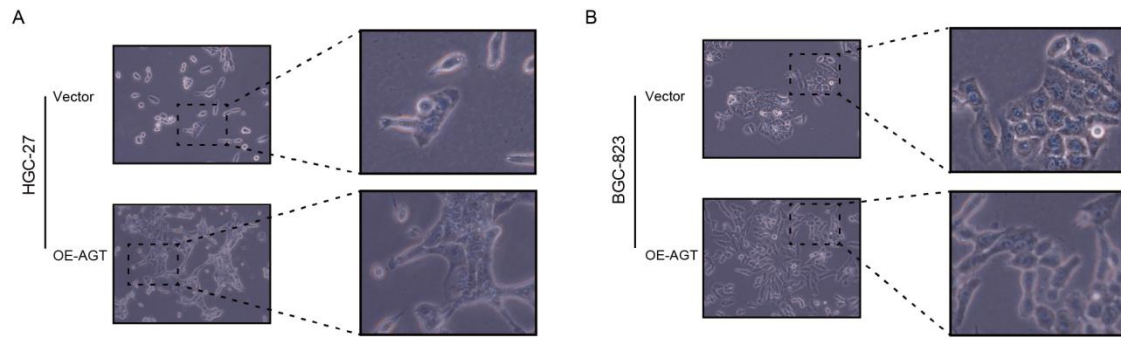 A
Vector
HGC-27
OE-AGT
B
Vector
BGC-823
OE-AGT